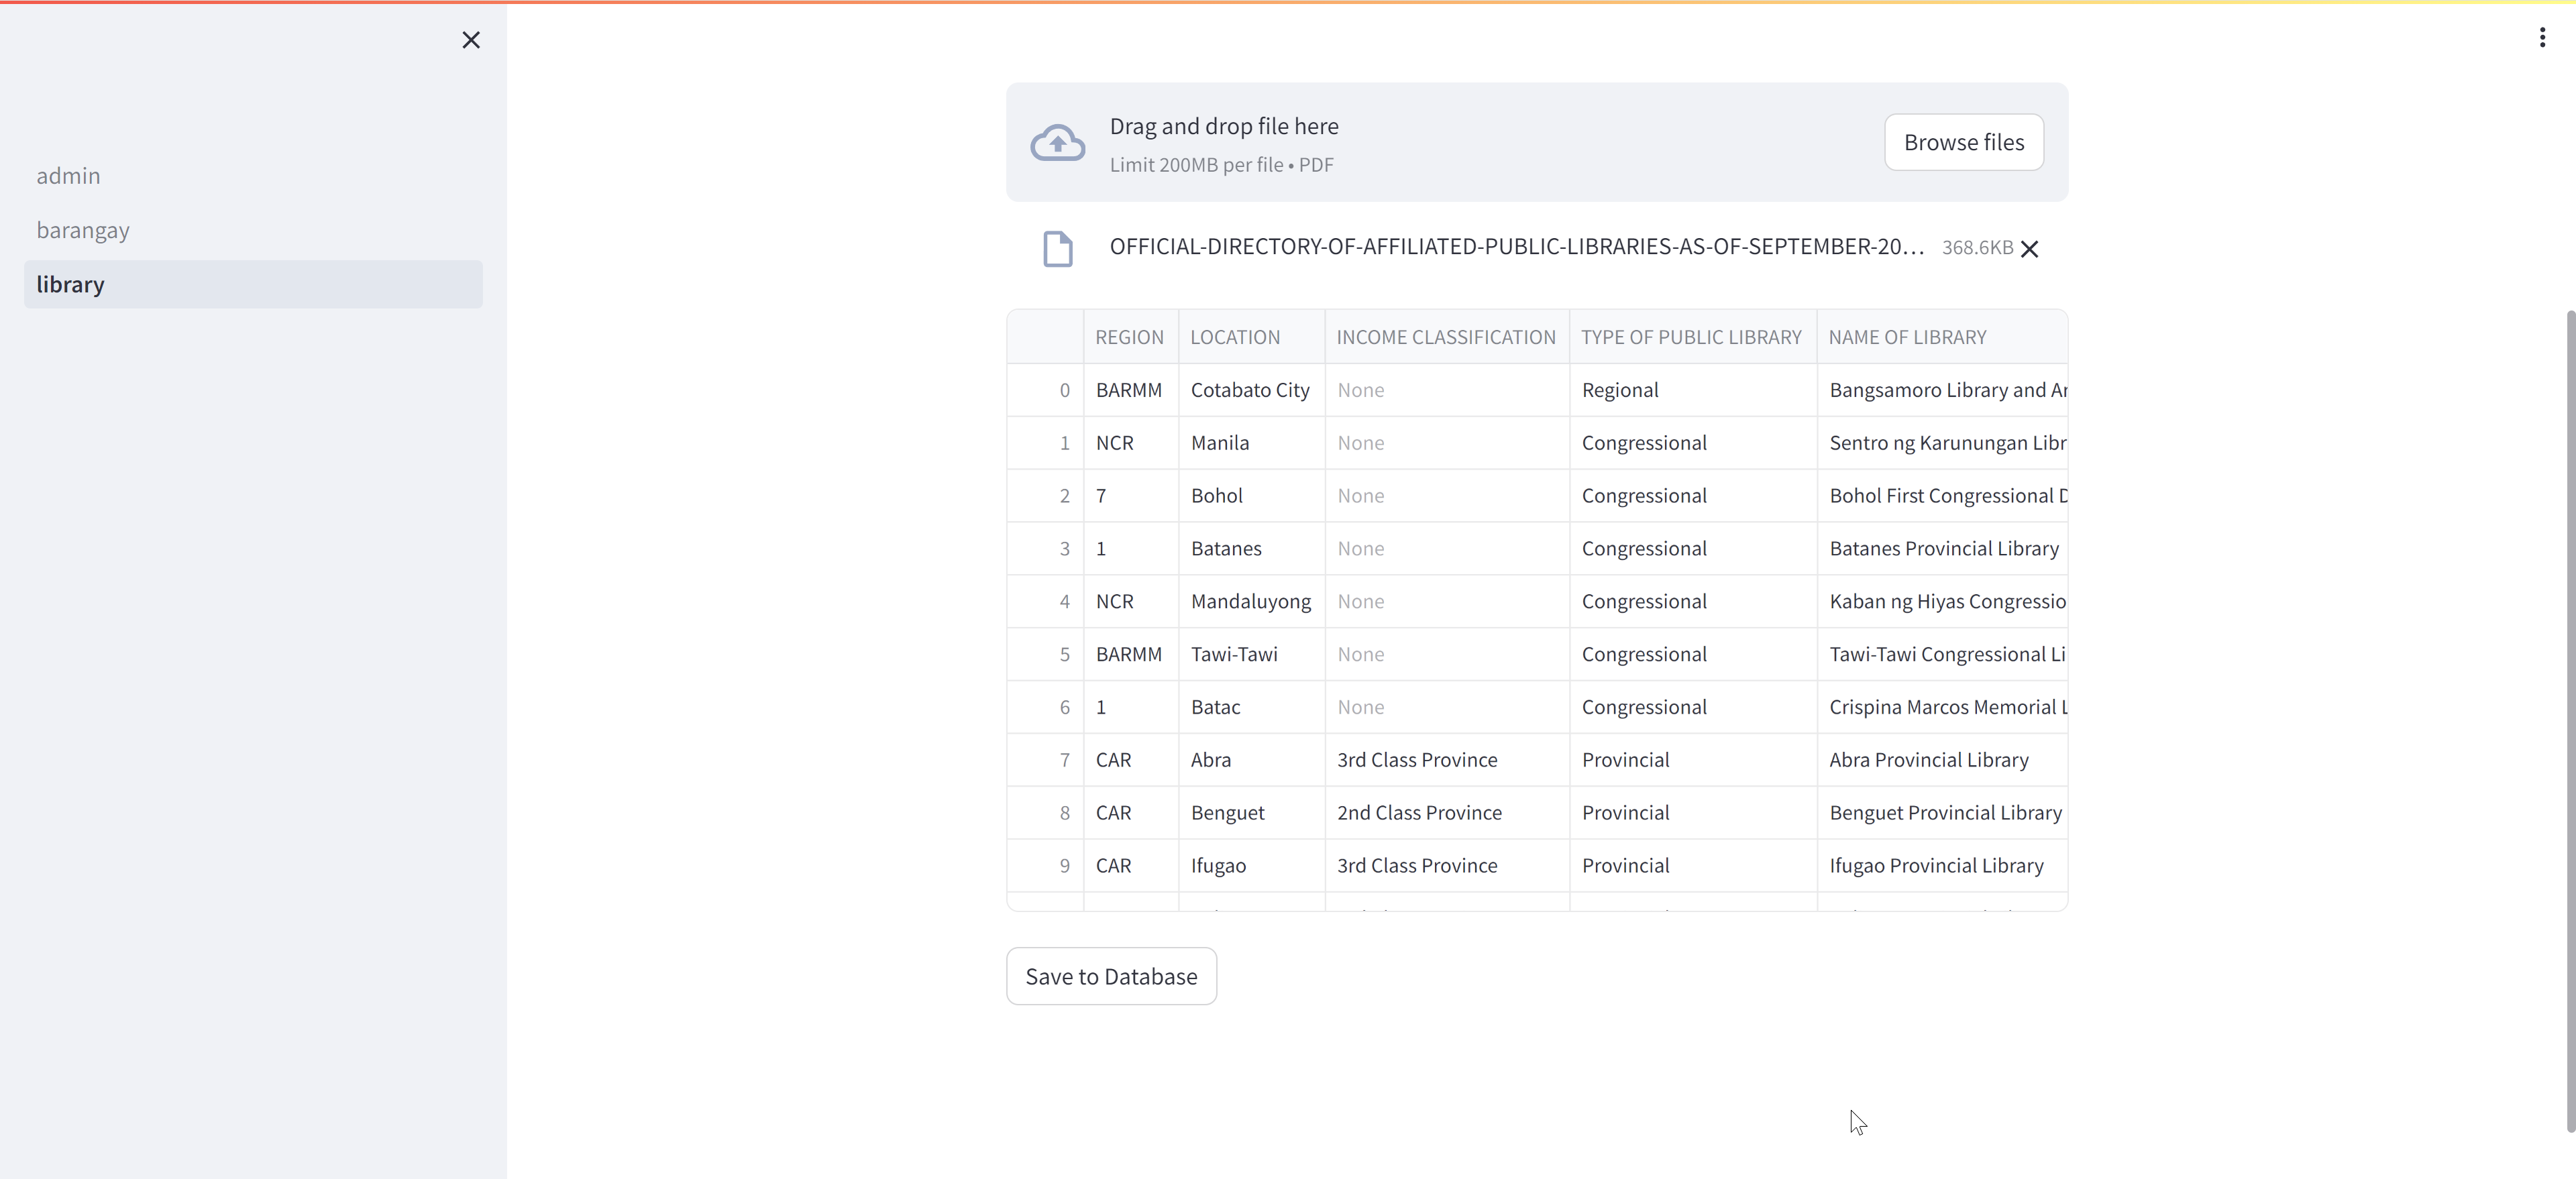 admin
barangay
library
Drag and drop file here
Limit 200MB per file • PDF
Browse files
OFFICIAL-DIRECTORY-OF-AFFILIATED-PUBLIC-LIBRARIES-AS-OF-SEPTEMBER-20… 368.6KB
REGION LOCATION INCOME CLASSIFICATION TYPE OF PUBLIC LIBRARY NAME OF LIBRARY
0 BARMM Cotabato City None Regional Bangsamoro Library and Ar
1 NCR Manila None Congressional Sentro ng Karunungan Libr
2 7 Bohol None Congressional Bohol First Congressional D
3 1 Batanes None Congressional Batanes Provincial Library
4 NCR Mandaluyong None Congressional Kaban ng Hiyas Congressio
5 BARMM Tawi-Tawi None Congressional Tawi-Tawi Congressional Li
6 1 Batac None Congressional Crispina Marcos Memorial L
7 CAR Abra 3rd Class Province Provincial Abra Provincial Library
8 CAR Benguet 2nd Class Province Provincial Benguet Provincial Library
9 CAR Ifugao 3rd Class Province Provincial Ifugao Provincial Library
Save to Database